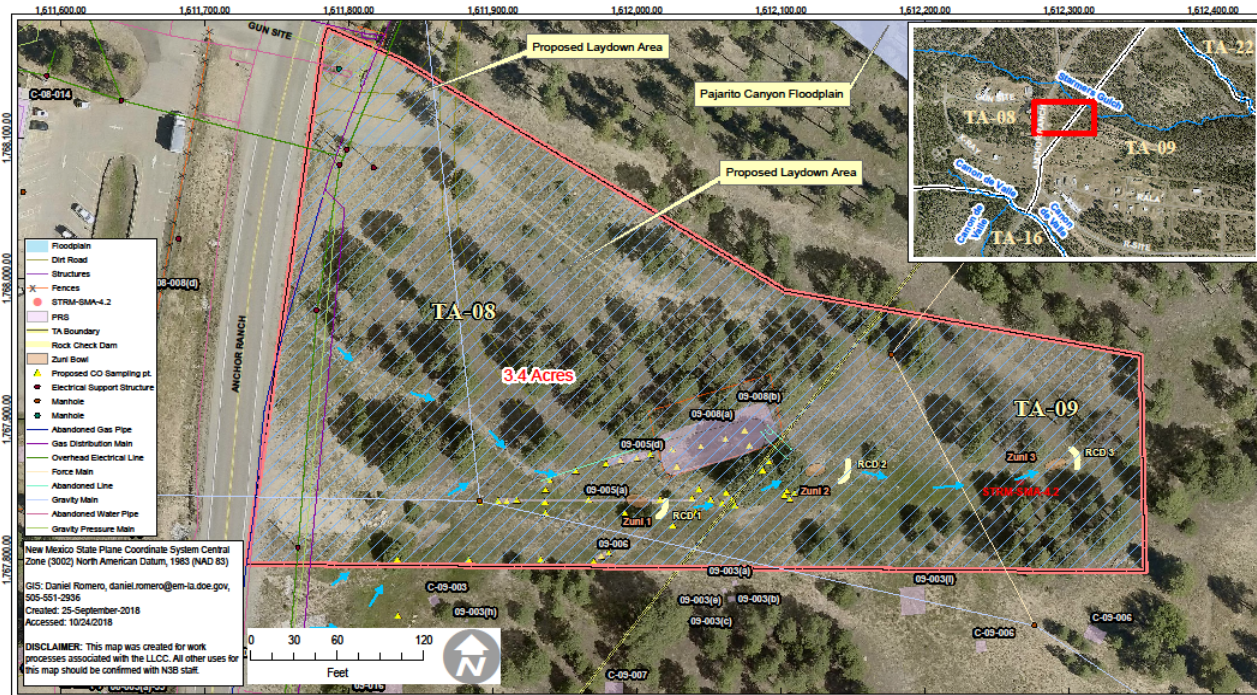 1,611,600.00
1,611,700.00
1,611,800.00
1,611,900.00
1,612,000.00
1,612,100.00
1,612,200.00
1,612,300.00
1,612,400.00
1,768,100.00
1,768,000.00
1,767,900.00
1,767,800.00
GUN SITE
Proposed Laydown Area
Pajarito Canyon Floodplain
Proposed Laydown Area
C-08-014
ANCHOR RANCH
TA-08
3.4 Acres
TA-09
09-008(b)
09-008(a)
09-005(d)
09-005(a)
Zuni 1
RCD 1
Zuni 2
RCD 2
Zuni 3
RCD 3
STRM-SMA-4.2
09-006
09-003(a)
09-003(l)
C-09-003
09-003(h)
09-003(e)
09-003(b)
09-003(c)
C-09-006
C-09-006
C-09-007
09-016
TA-22
Starmers Gulch
GUN SITE
TA-08
TA-09
Canon de Valle
Canon de Valle
Canon de Valle
TA-16
R-SITE
Floodplain
Dirt Road
Structures
Fences
STRM-SMA-4.2
PRS
TA Boundary
Rock Check Dam
Zuni Bowl
Proposed CO Sampling pt.
Electrical Support Structure
Manhole
Manhole
Abandoned Gas Pipe
Gas Distribution Main
Overhead Electrical Line
Force Main
Abandoned Line
Gravity Main
Abandoned Water Pipe
Gravity Pressure Main
New Mexico State Plane Coordinate System Central
Zone (3002) North American Datum, 1983 (NAD 83)
GIS: Daniel Romero, daniel.romero@em-la.doe.gov,
505-551-2936
Created: 25-September-2018
Accessed: 10/24/2018
DISCLAIMER: This map was created for work
processes associated with the LLCC. All other uses for
this map should be confirmed with N3B staff.
0 30 60 120
Feet
N